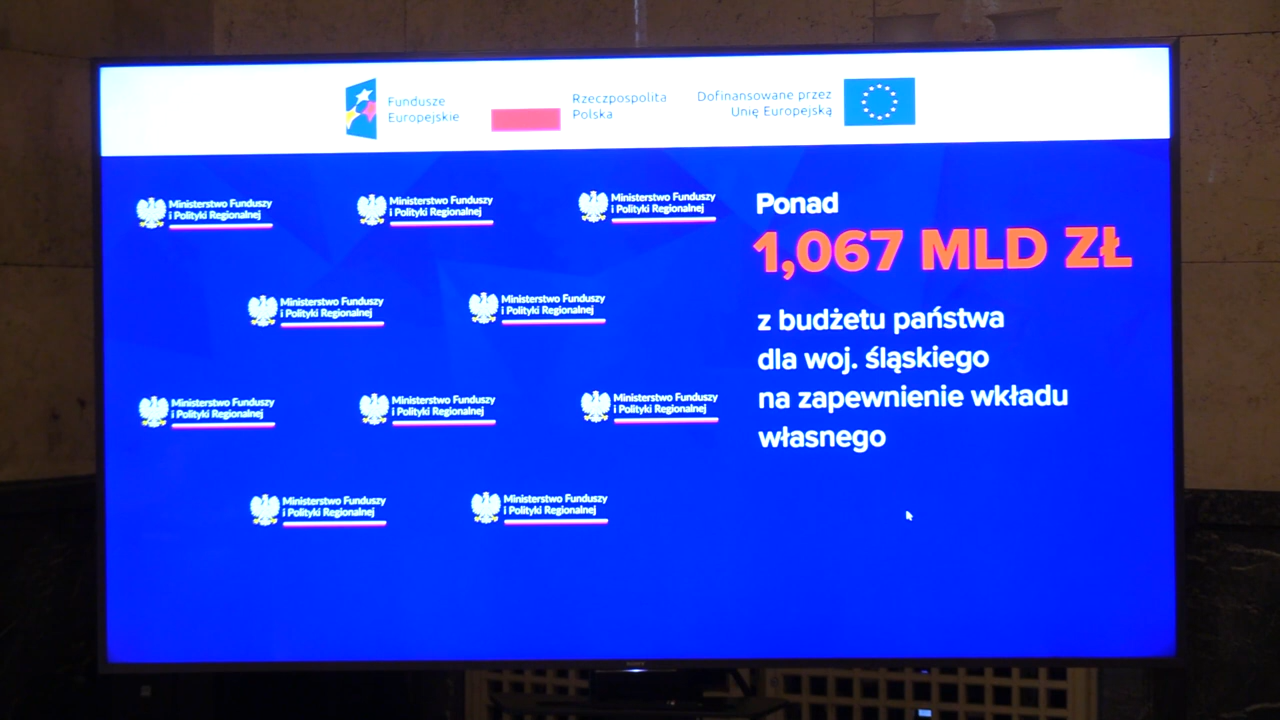 Fundusze
Europejskie
Rzeczpospolita
Polska
Dofinansowane przez
Unię Europejską
Ministerstwo Funduszy
i Polityki Regionalnej
Ministerstwo Funduszy
i Polityki Regionalnej
Ministerstwo Funduszy
i Polityki Regionalnej
Ministerstwo Funduszy
i Polityki Regionalnej
Ministerstwo Funduszy
i Polityki Regionalnej
Ministerstwo Funduszy
i Polityki Regionalnej
Ministerstwo Funduszy
i Polityki Regionalnej
Ministerstwo Funduszy
i Polityki Regionalnej
Ministerstwo Funduszy
i Polityki Regionalnej
Ministerstwo Funduszy
i Polityki Regionalnej
Ponad
1,067 MLD ZŁ
z budżetu państwa
dla woj. śląskiego
na zapewnienie wkładu
własnego
SONY